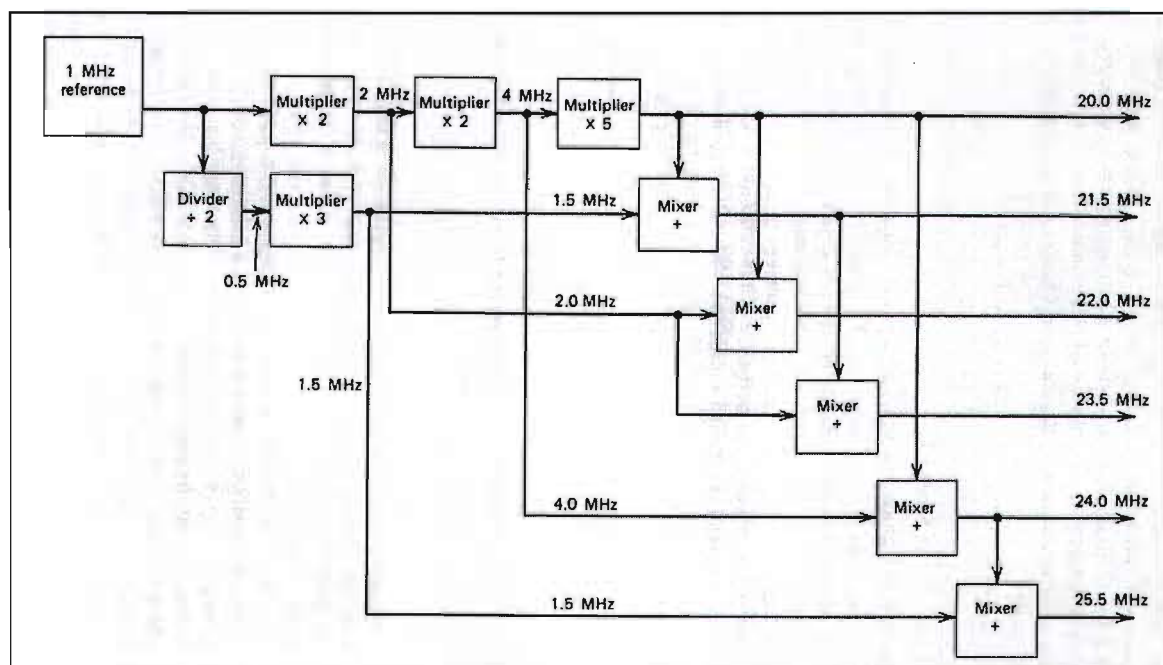 1 MHz
reference
Multiplier
X 2
2 MHz
Multiplier
X 2
4 MHz
Multiplier
X 5
20.0 MHz
Divider
÷ 2
Multiplier
X 3
0.5 MHz
1.5 MHz
Mixer
+
21.5 MHz
2.0 MHz
Mixer
+
22.0 MHz
1.5 MHz
Mixer
+
23.5 MHz
4.0 MHz
Mixer
+
24.0 MHz
1.5 MHz
Mixer
+
25.5 MHz